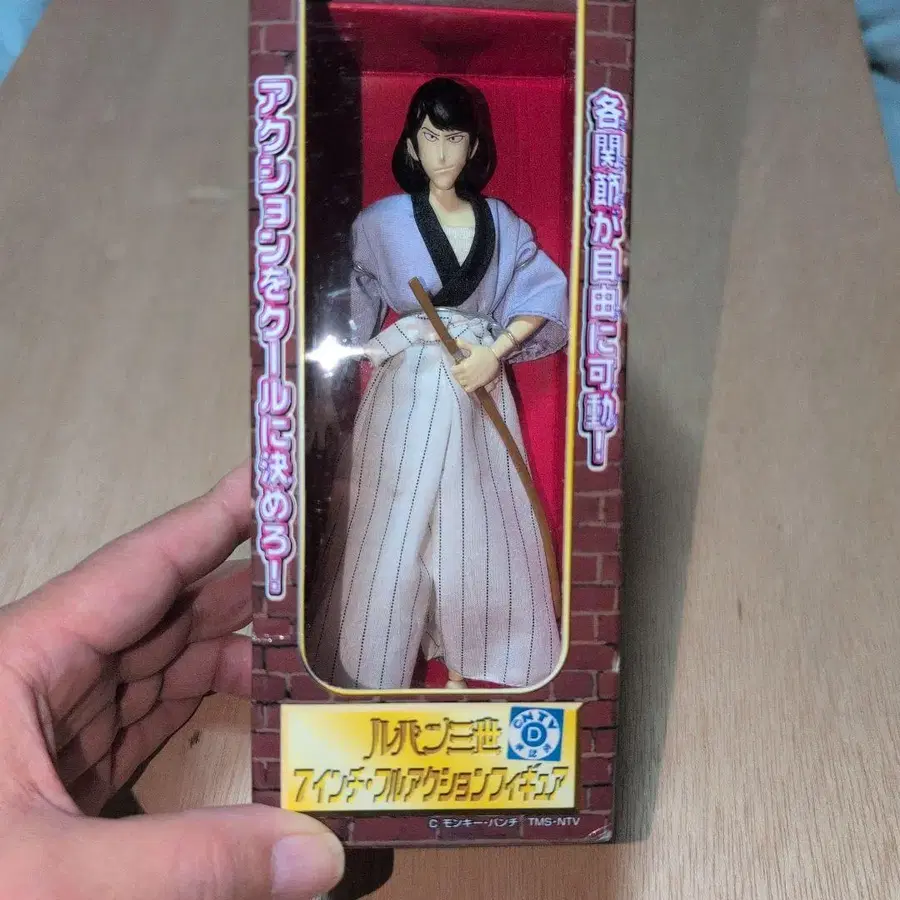 アクションをクールに決めろ!
各関節が自由に可動!
ルパン三世
NTV
D
7インチ・フルアクションフィギュア
C モンキー・パンチ TMS・NTV